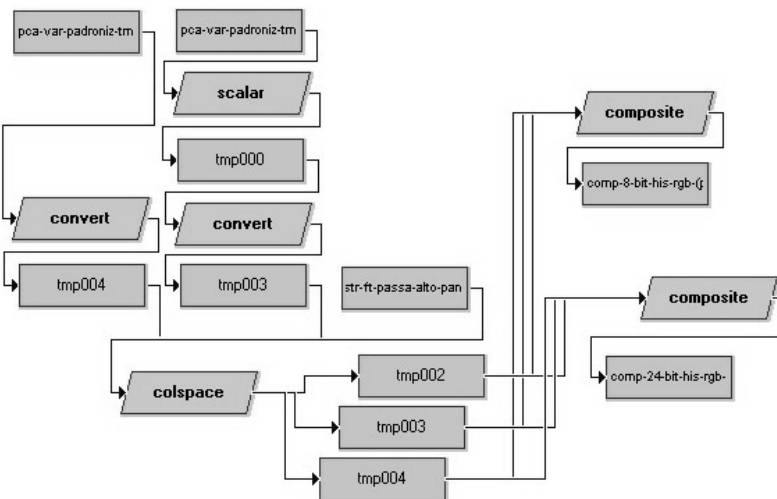 pca-var-padroniz-tm
pca-var-padroniz-tm
scalar
composite
tmp000
comp-8-bit-his-rgb-(p
convert
convert
tmp004
tmp003
str-ft-passa-alto-pan
composite
tmp002
comp-24-bit-his-rgb-
colspace
tmp003
tmp004